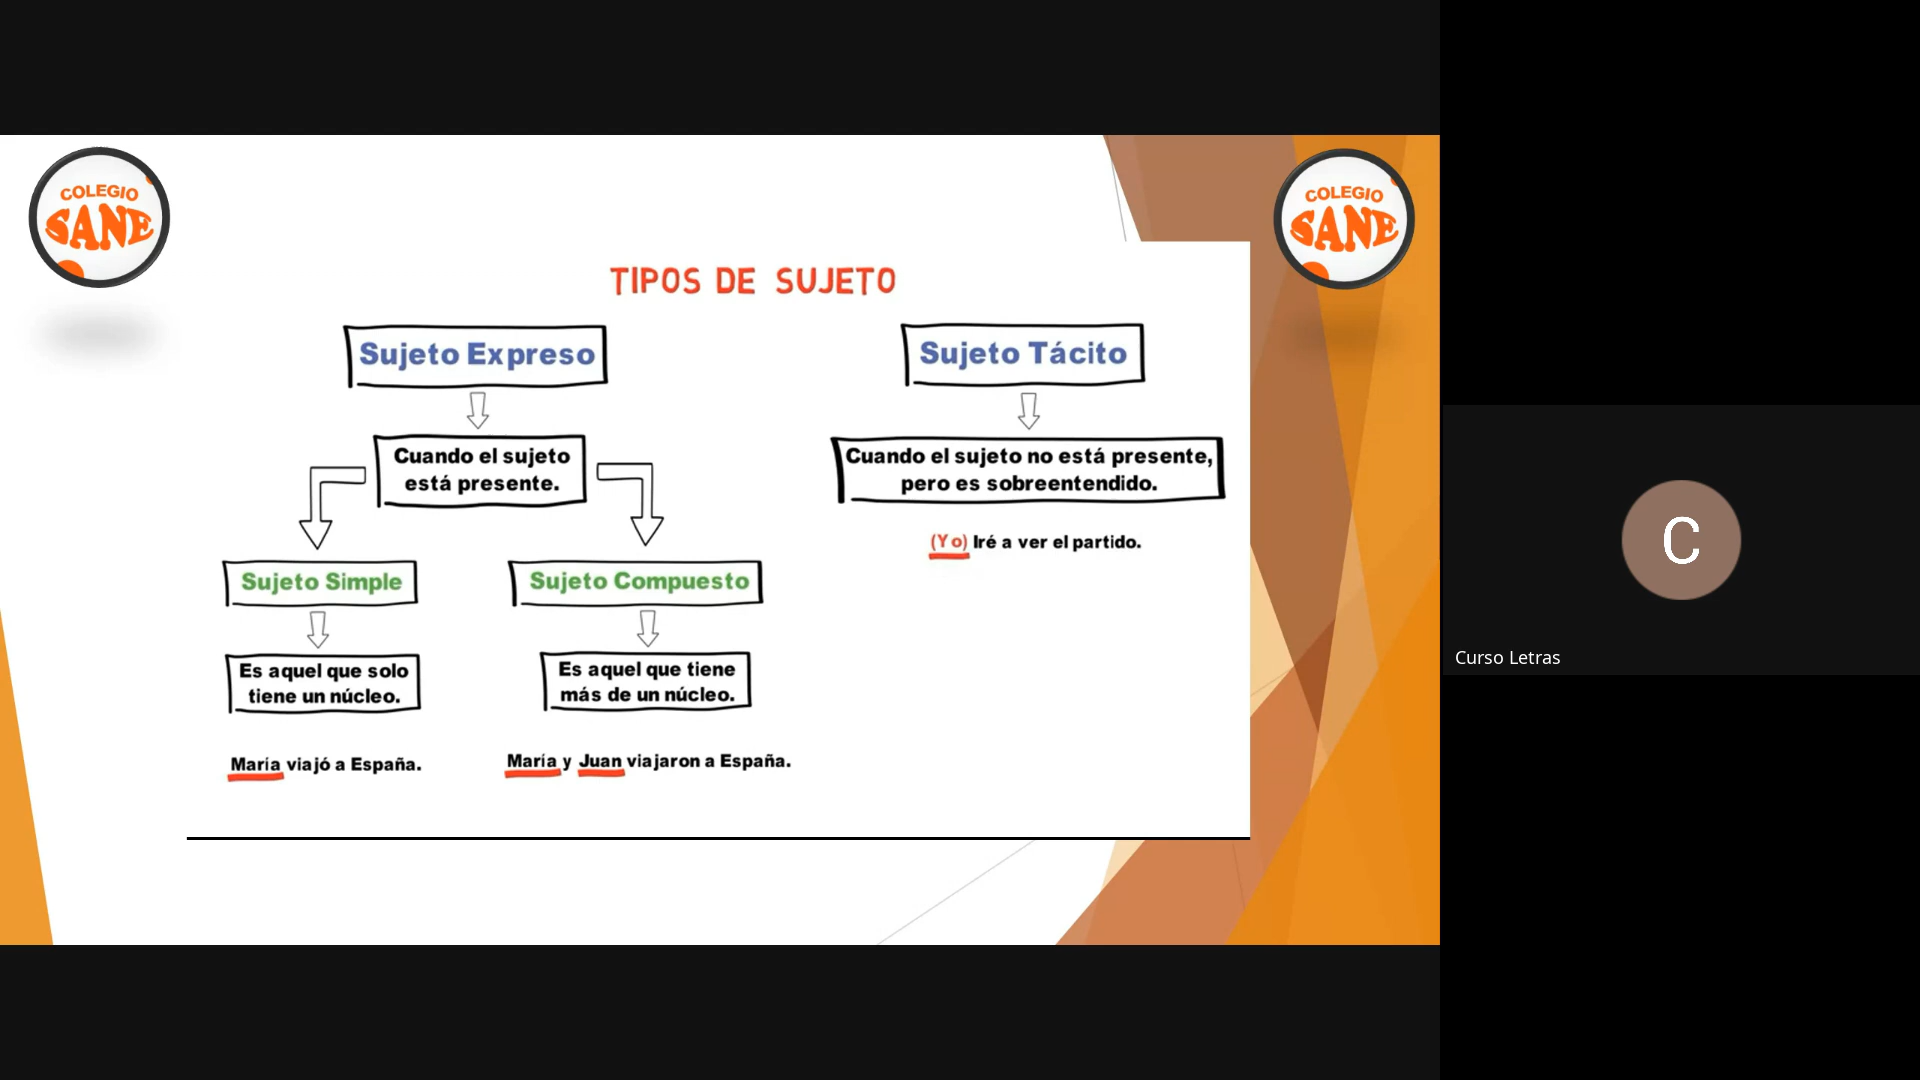 COLEGIO
SANE
COLEGIO
SANE
TIPOS DE SUJETO
Sujeto Expreso
Cuando el sujeto
está presente.
Sujeto Simple
Es aquel que solo
tiene un núcleo.
María viajó a España.
Sujeto Compuesto
Es aquel que tiene
más de un núcleo.
María y Juan viajaron a España.
Sujeto Tácito
Cuando el sujeto no está presente,
pero es sobreentendido.
(Yo) Iré a ver el partido.
C
Curso Letras